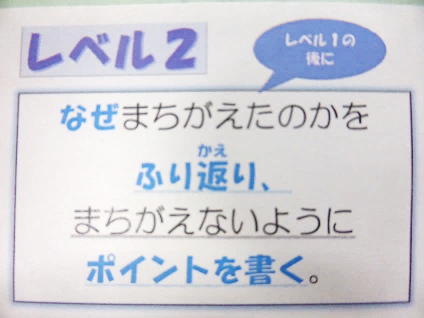 レベル2
レベル1の
後に
なぜまちがえたのかを
かえ
ふり返り、
まちがえないように
ポイントを書く。